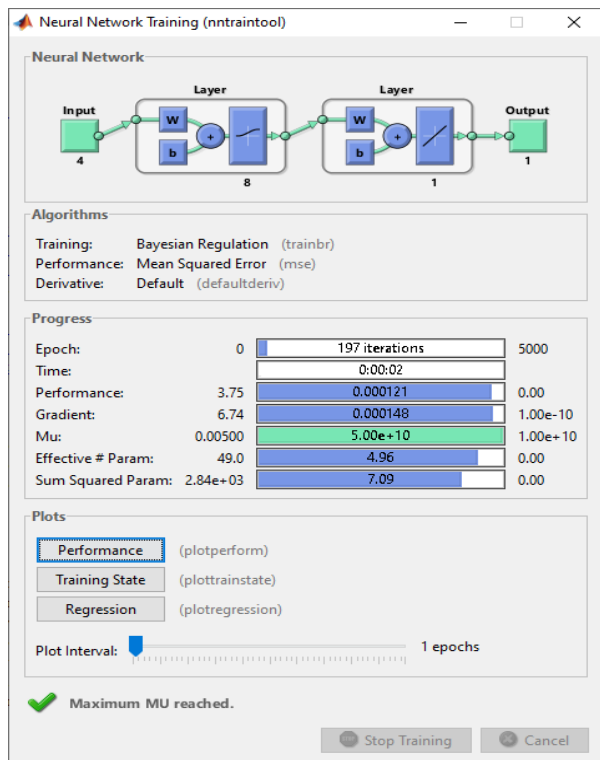 Neural Network Training (nntraintool)
Neural Network
Layer Layer
Input Output
W W
+ +
b b
4 1
8 1
Algorithms
Training: Bayesian Regulation (trainbr)
Performance: Mean Squared Error (mse)
Derivative: Default (defaultderiv)
Progress
Epoch: 0 197 iterations 5000
Time: 0:00:02
Performance: 3.75 0.000121 0.00
Gradient: 6.74 0.000148 1.00e-10
Mu: 0.00500 5.00e+10 1.00e+10
Effective # Param: 49.0 4.96 0.00
Sum Squared Param: 2.84e+03 7.09 0.00
Plots
Performance (plotperform)
Training State (plottrainstate)
Regression (plotregression)
Plot Interval: 1 epochs
Maximum MU reached.
Stop Training Cancel